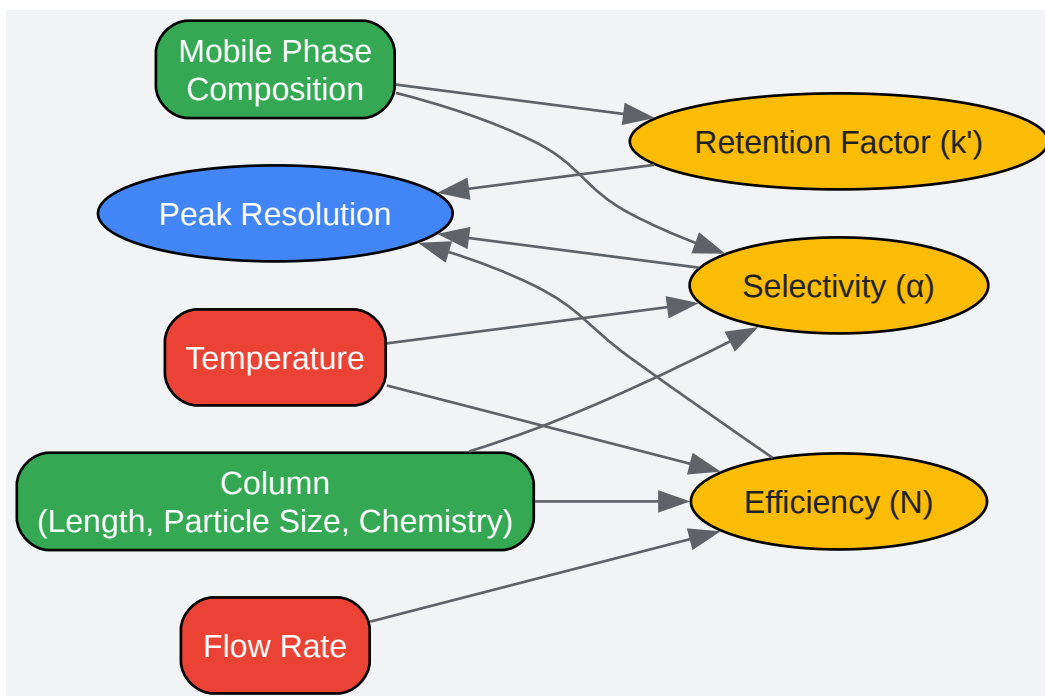 Mobile Phase
Composition
Retention Factor (k')
Peak Resolution
Selectivity (α)
Temperature
Column
(Length, Particle Size, Chemistry)
Efficiency (N)
Flow Rate